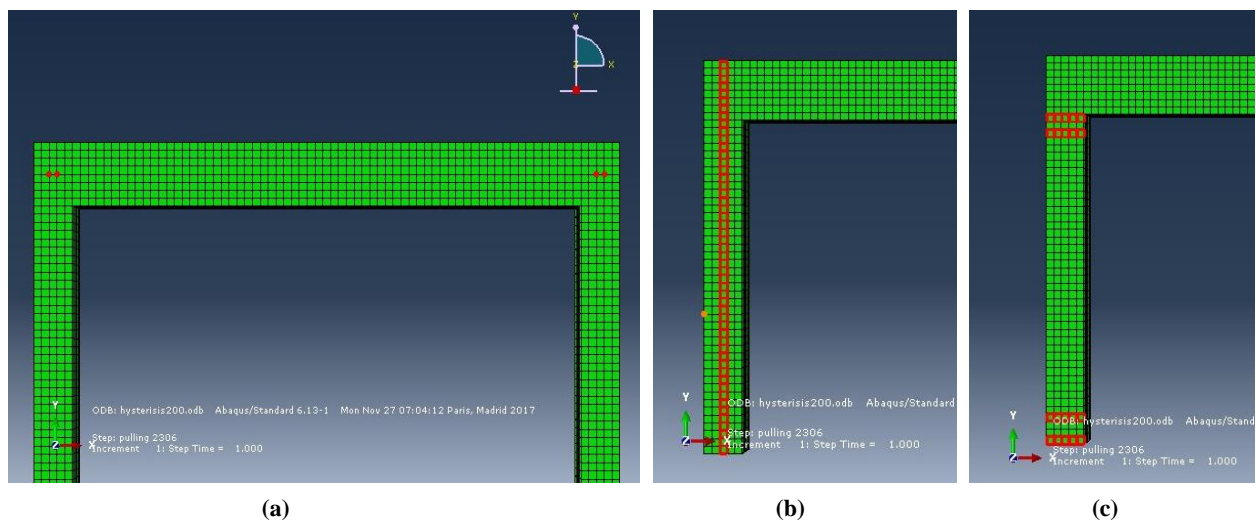 Y
Z X
Y
ODB: hysterisis200.odb Abaqus/Standard 6.13-1 Mon Nov 27 07:04:12 Paris, Madrid 2017
Z X
Step: pulling 2306
Increment 1: Step Time = 1.000
(a)
Y
ODB: hysterisis200.odb Abaqus/Standard
Z X
Step: pulling 2306
Increment 1: Step Time = 1.000
(b)
Y
ODB: hysterisis200.odb Abaqus/Stand
Z X
Step: pulling 2306
Increment 1: Step Time = 1.000
(c)